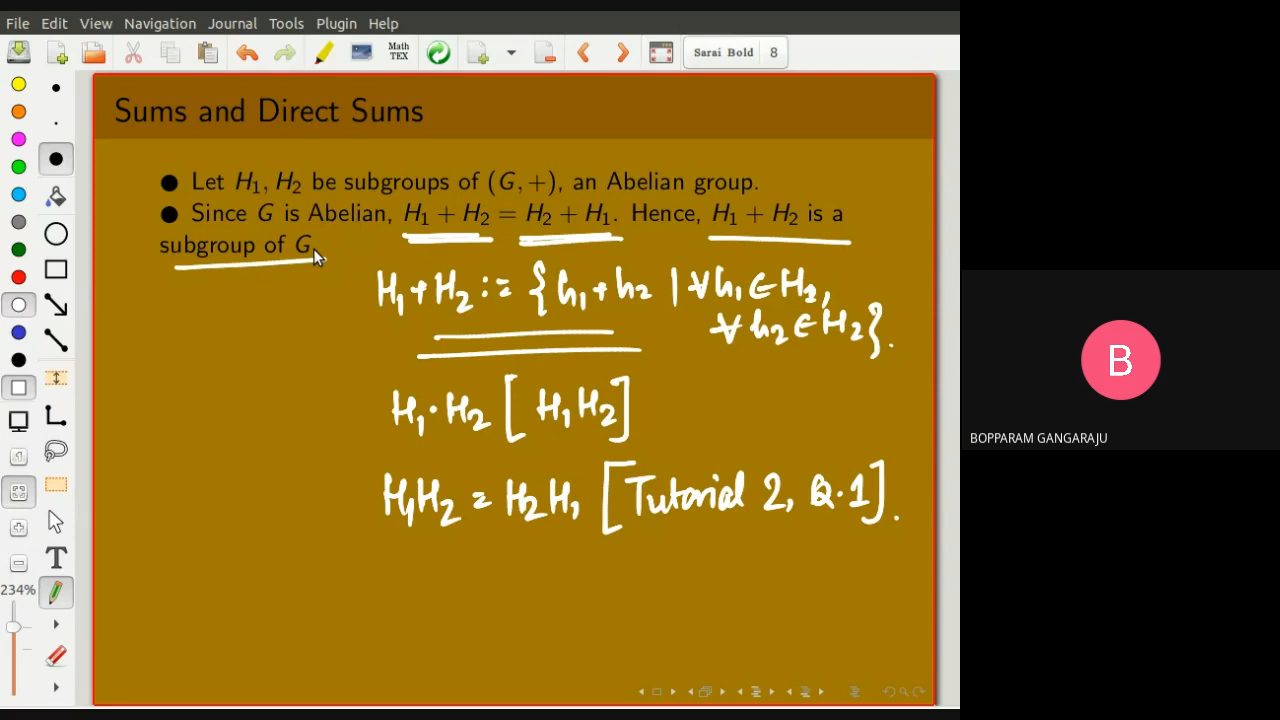 File Edit View Navigation Journal Tools Plugin Help
Math TEX
Sarai Bold 8
Sums and Direct Sums
● Let H₁, H₂ be subgroups of (G, +), an Abelian group.
● Since G is Abelian, H₁ + H₂ = H₂ + H₁. Hence, H₁ + H₂ is a
subgroup of G.
H₁+H₂ := {h₁+h₂ | ∀h₁∈H₁,
∀h₂∈H₂}.
H₁·H₂ [H₁H₂]
H₁H₂ = H₂H₁ [Tutorial 2, Q.1].
234%
B
BOPPARAM GANGARAJU